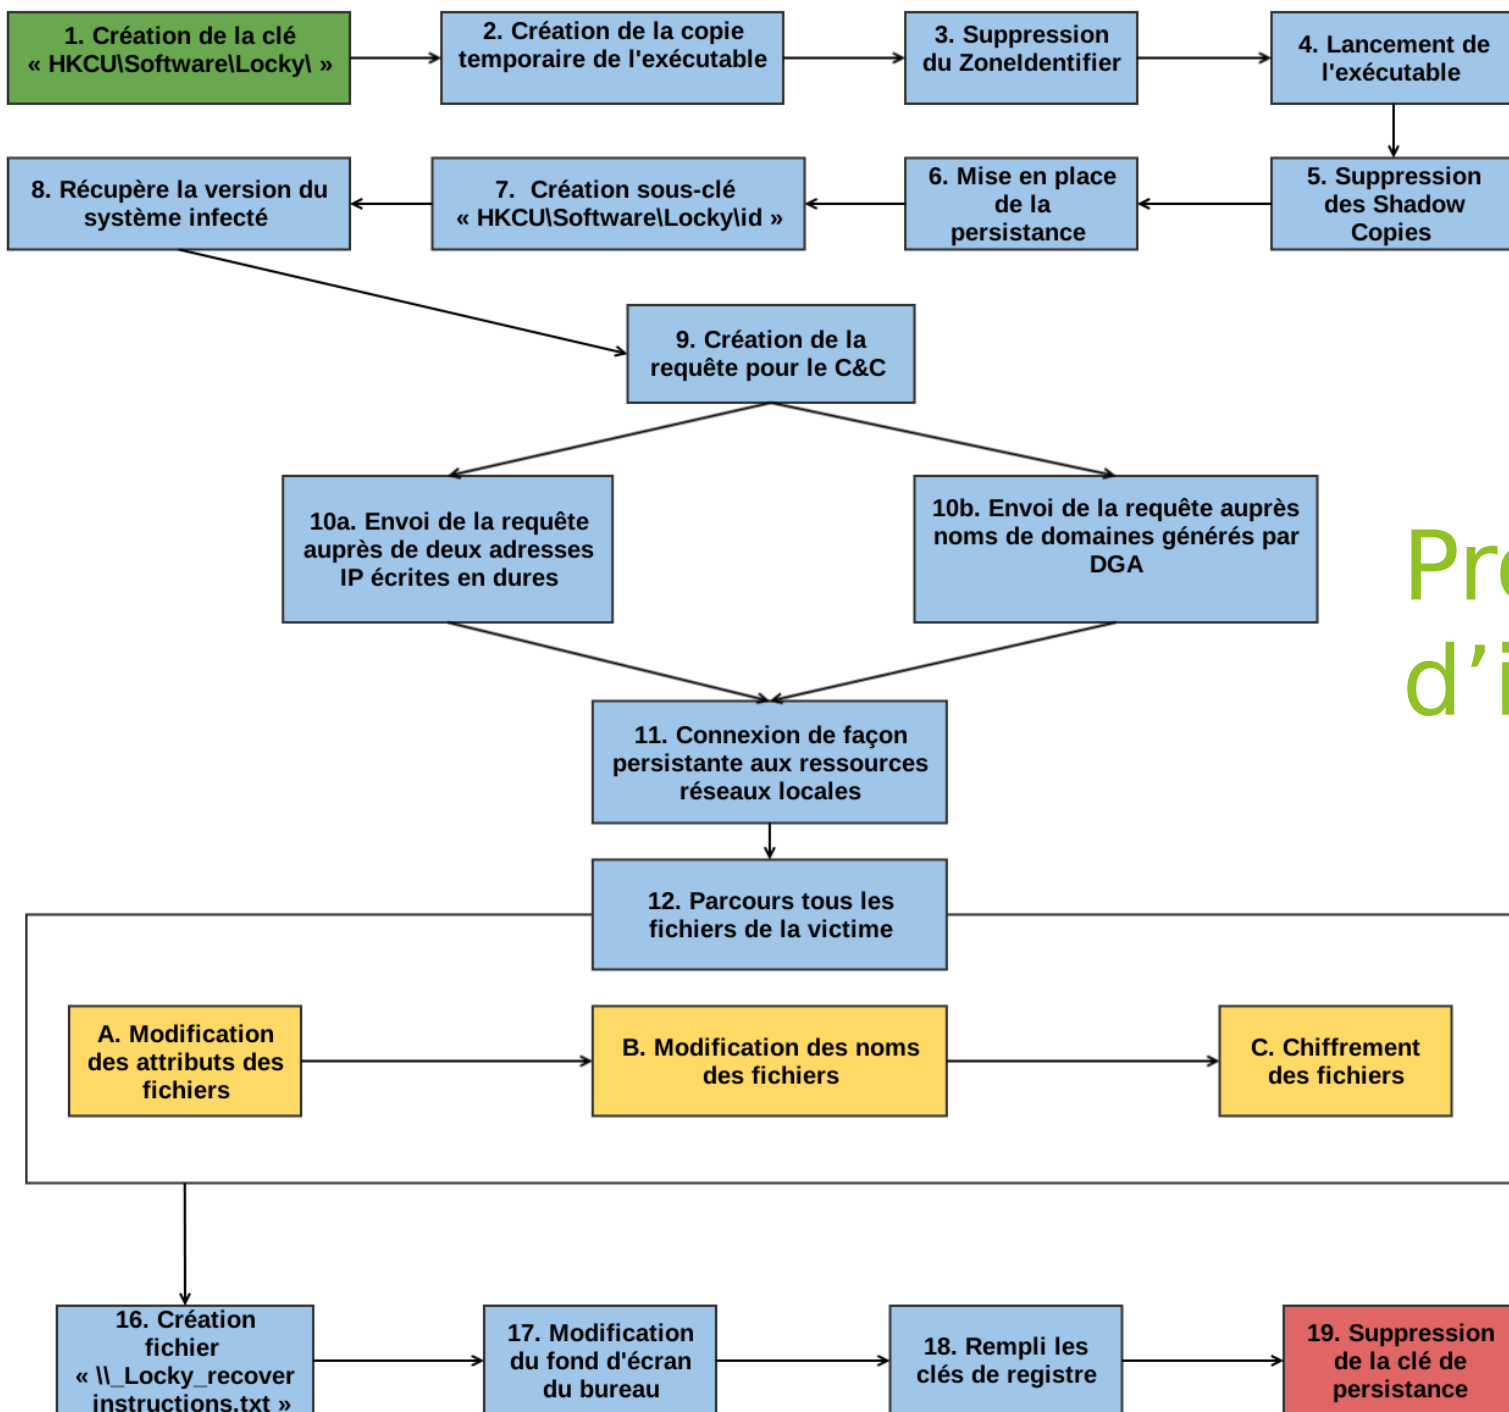 1. Création de la clé
« HKCU\Software\Locky\ »
2. Création de la copie
temporaire de l'exécutable
3. Suppression
du ZoneIdentifier
4. Lancement de
l'exécutable
5. Suppression
des Shadow
Copies
6. Mise en place
de la
persistance
7. Création sous-clé
« HKCU\Software\Locky\id »
8. Récupère la version du
système infecté
9. Création de la
requête pour le C&C
10a. Envoi de la requête
auprès de deux adresses
IP écrites en dures
10b. Envoi de la requête auprès
noms de domaines générés par
DGA
11. Connexion de façon
persistante aux ressources
réseaux locales
12. Parcours tous les
fichiers de la victime
A. Modification
des attributs des
fichiers
B. Modification des noms
des fichiers
C. Chiffrement
des fichiers
16. Création
fichier
« \\_Locky_recover
instructions.txt »
17. Modification
du fond d'écran
du bureau
18. Rempli les
clés de registre
19. Suppression
de la clé de
persistance